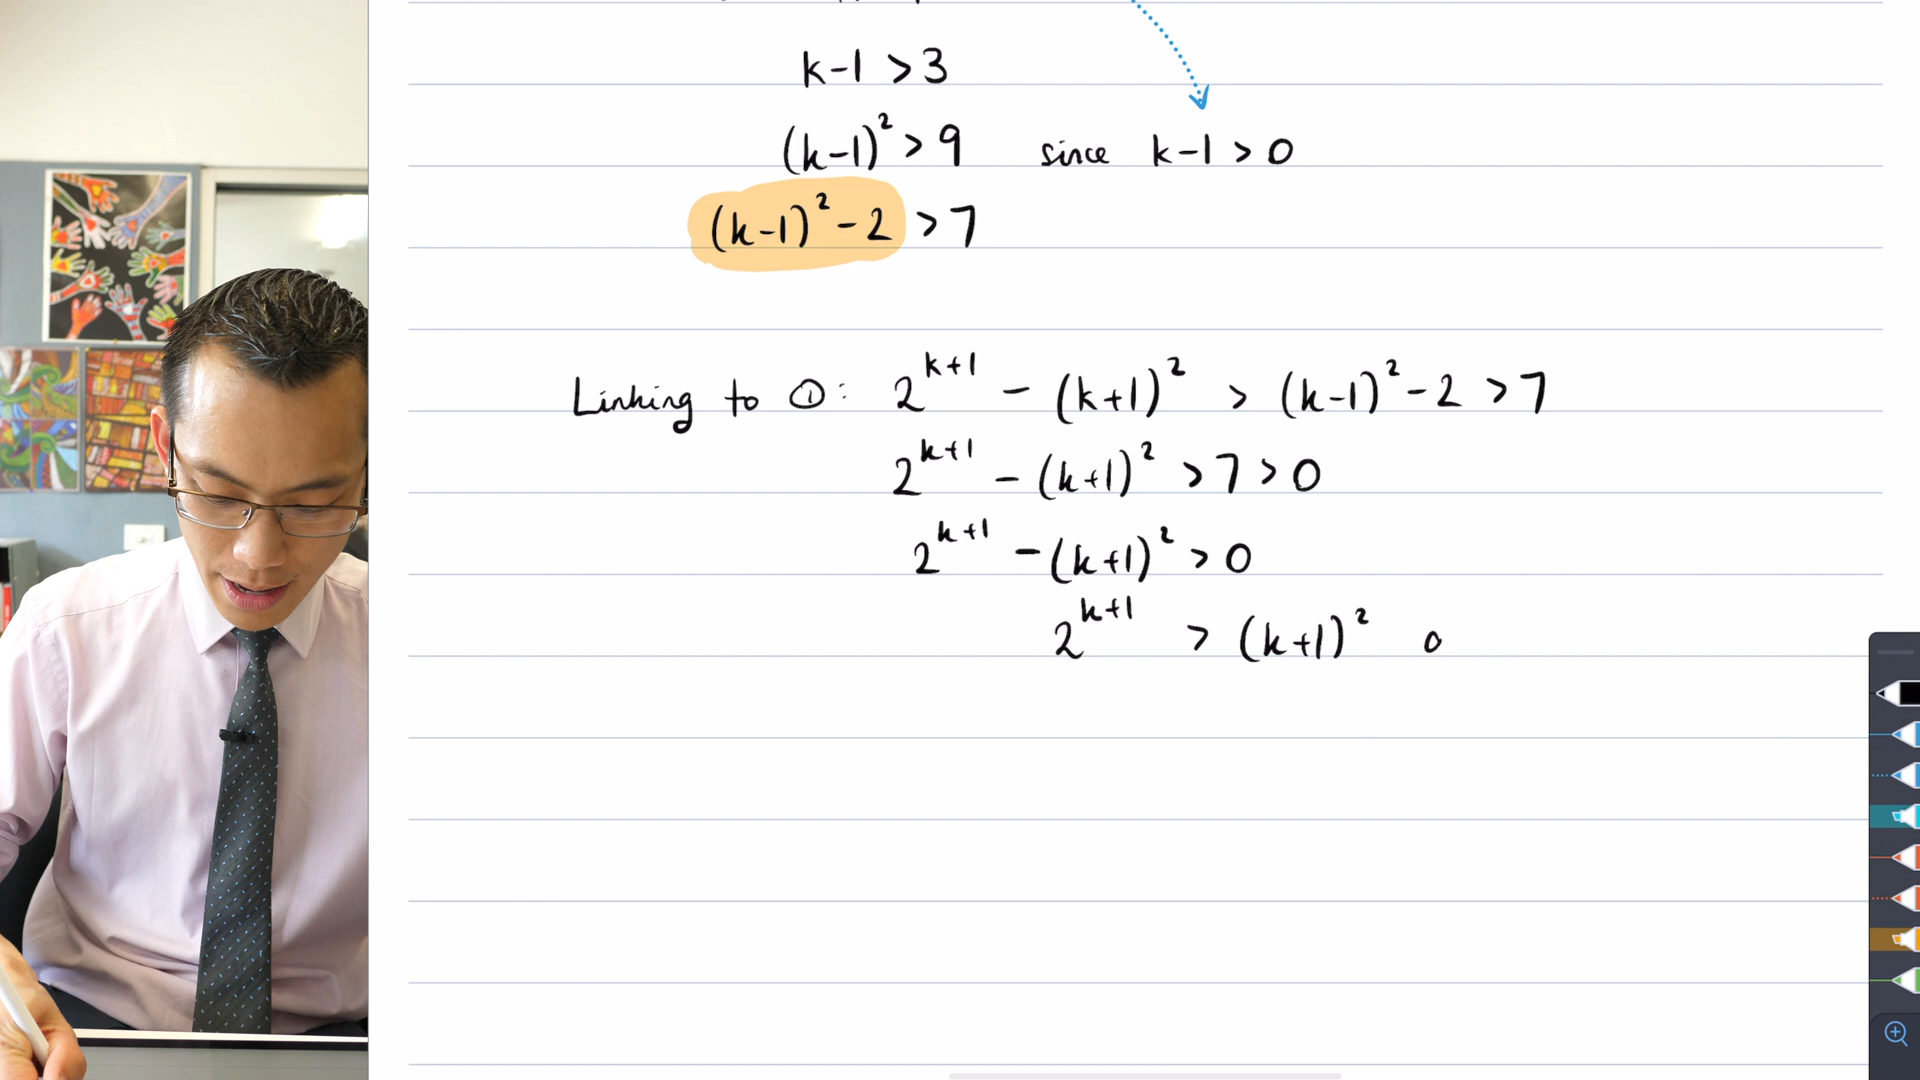 k-1 > 3
(k-1)² > 9 since k-1 > 0
(k-1)² - 2 > 7
Linking to ①: 2^{k+1} - (k+1)² > (k-1)² - 2 > 7
2^{k+1} - (k+1)² > 7 > 0
2^{k+1} - (k+1)² > 0
2^{k+1} > (k+1)² o